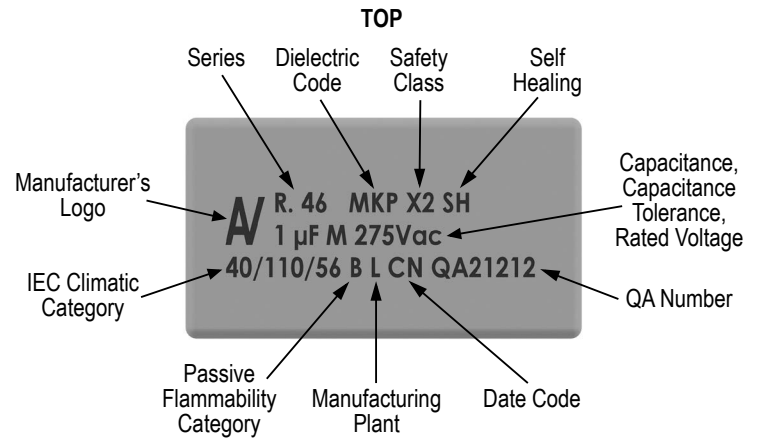 TOP
Series
Dielectric
Code
Safety
Class
Self
Healing
Manufacturer's
Logo
R. 46 MKP X2 SH
1 µF M 275Vac
40/110/56 B L CN QA21212
Capacitance,
Capacitance
Tolerance,
Rated Voltage
IEC Climatic
Category
QA Number
Passive
Flammability
Category
Manufacturing
Plant
Date Code